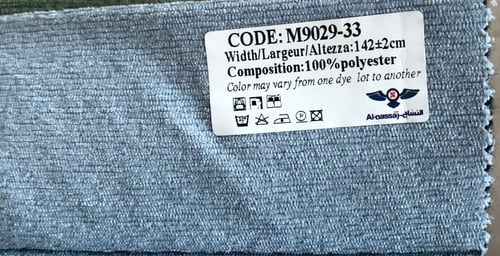 CODE: M9029-33
Width/Largeur/Altezza:142±2cm
Composition:100%polyester
Color may vary from one dye lot to another
Al-nassaj النساج